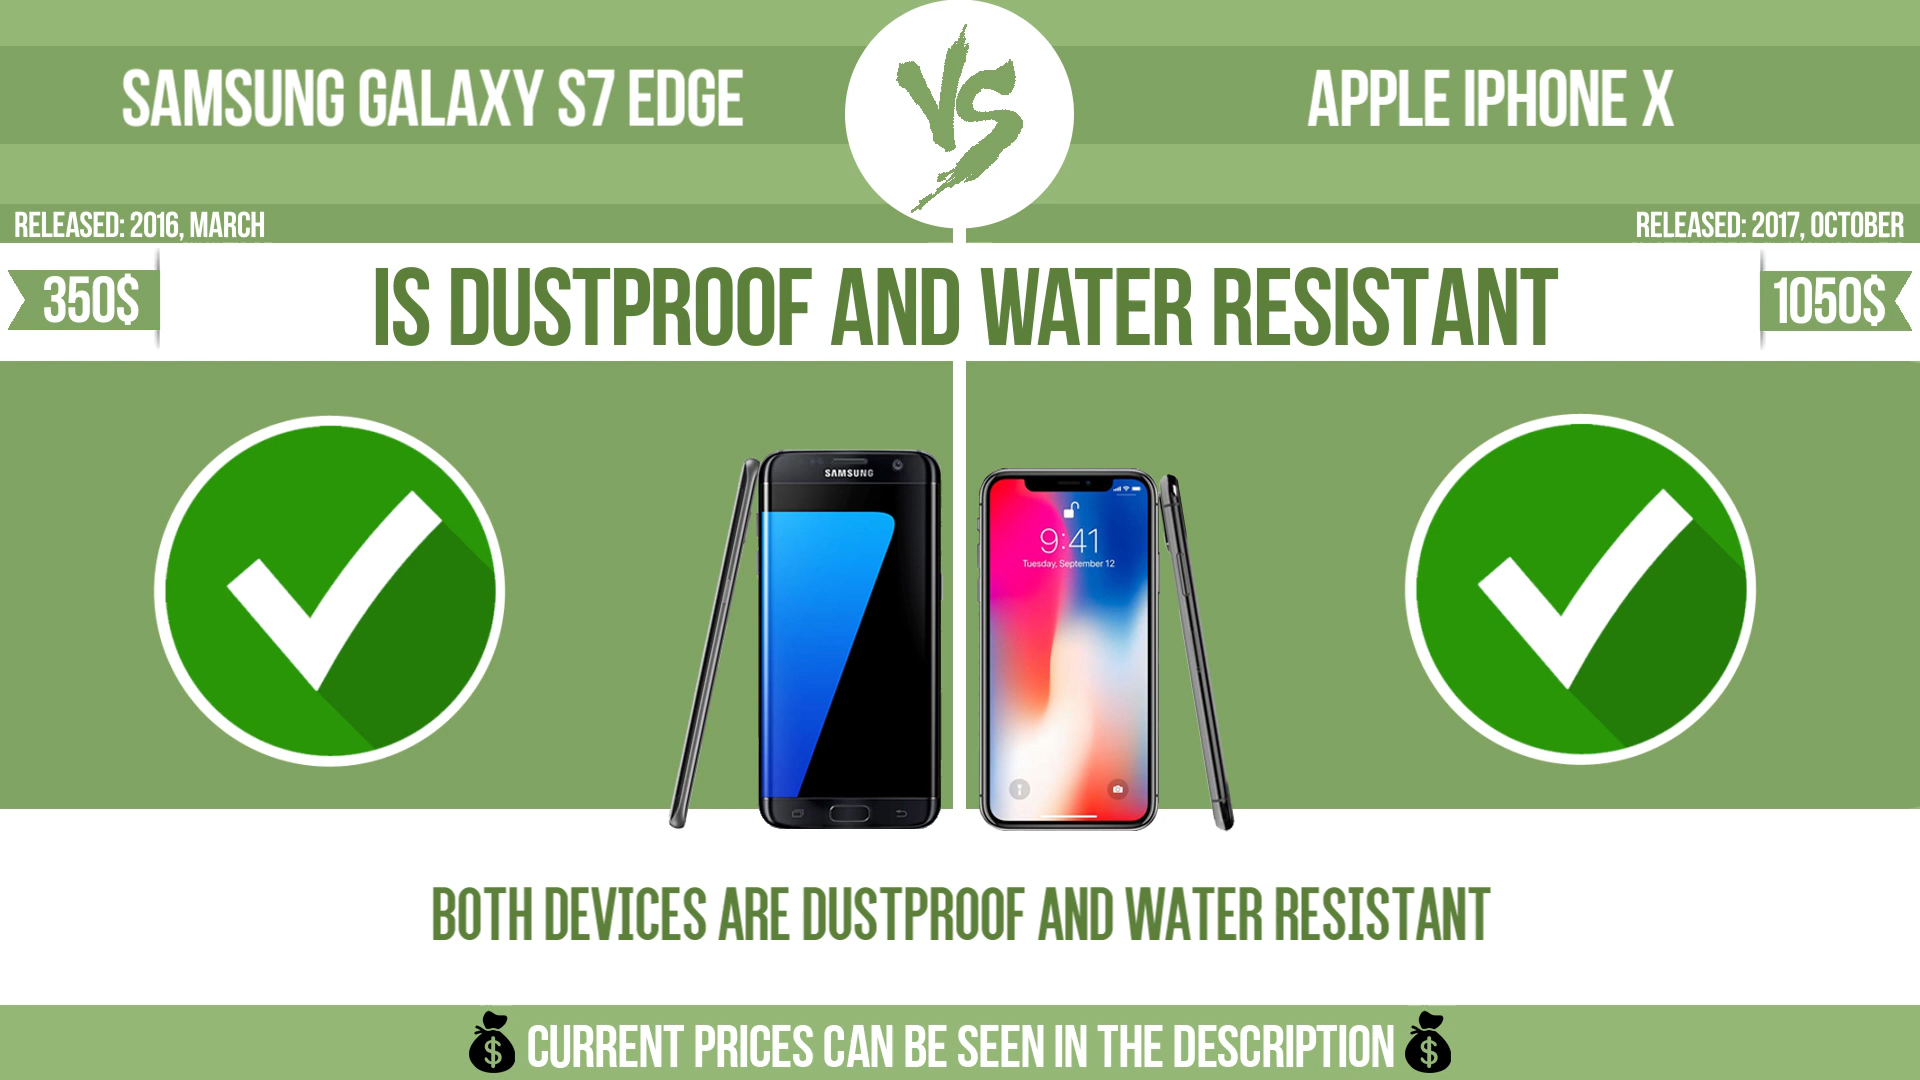 SAMSUNG GALAXY S7 EDGE
VS
APPLE IPHONE X
RELEASED: 2016, MARCH
RELEASED: 2017, OCTOBER
350$
IS DUSTPROOF AND WATER RESISTANT
1050$
SAMSUNG
9:41
Tuesday, September 12
BOTH DEVICES ARE DUSTPROOF AND WATER RESISTANT
$ CURRENT PRICES CAN BE SEEN IN THE DESCRIPTION $